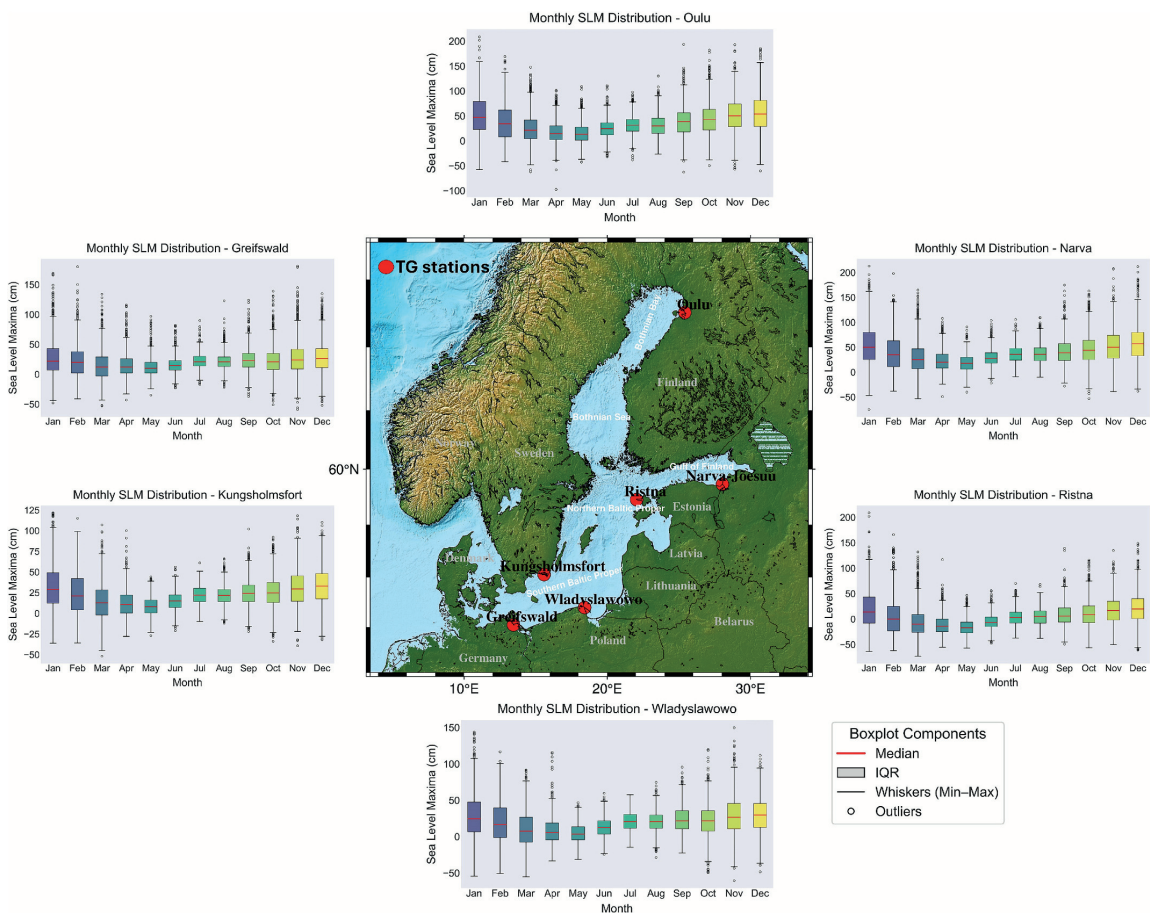 Monthly SLM Distribution - Oulu
Sea Level Maxima (cm)
200
150
100
50
0
−50
−100
Jan Feb Mar Apr May Jun Jul Aug Sep Oct Nov Dec
Month
Monthly SLM Distribution - Greifswald
Sea Level Maxima (cm)
150
100
50
0
−50
Jan Feb Mar Apr May Jun Jul Aug Sep Oct Nov Dec
Month
TG stations
Oulu
Bothnian Bay
Finland
Bothnian Sea
Norway
Sweden
Gulf of Finland
Narva-Joesuu
Ristna
Northern Baltic Proper
Estonia
Latvia
Denmark
Kungsholmsfort
Southern Baltic Proper
Lithuania
Wladyslawowo
Greifswald
Belarus
Poland
Germany
60°N
10°E 20°E 30°E
Monthly SLM Distribution - Narva
Sea Level Maxima (cm)
200
150
100
50
0
−50
Jan Feb Mar Apr May Jun Jul Aug Sep Oct Nov Dec
Month
Monthly SLM Distribution - Kungsholmsfort
Sea Level Maxima (cm)
125
100
75
50
25
0
−25
−50
Jan Feb Mar Apr May Jun Jul Aug Sep Oct Nov Dec
Month
Monthly SLM Distribution - Ristna
Sea Level Maxima (cm)
200
150
100
50
0
−50
Jan Feb Mar Apr May Jun Jul Aug Sep Oct Nov Dec
Month
Monthly SLM Distribution - Wladyslawowo
Sea Level Maxima (cm)
150
100
50
0
−50
Jan Feb Mar Apr May Jun Jul Aug Sep Oct Nov Dec
Month
Boxplot Components
Median
IQR
Whiskers (Min–Max)
Outliers